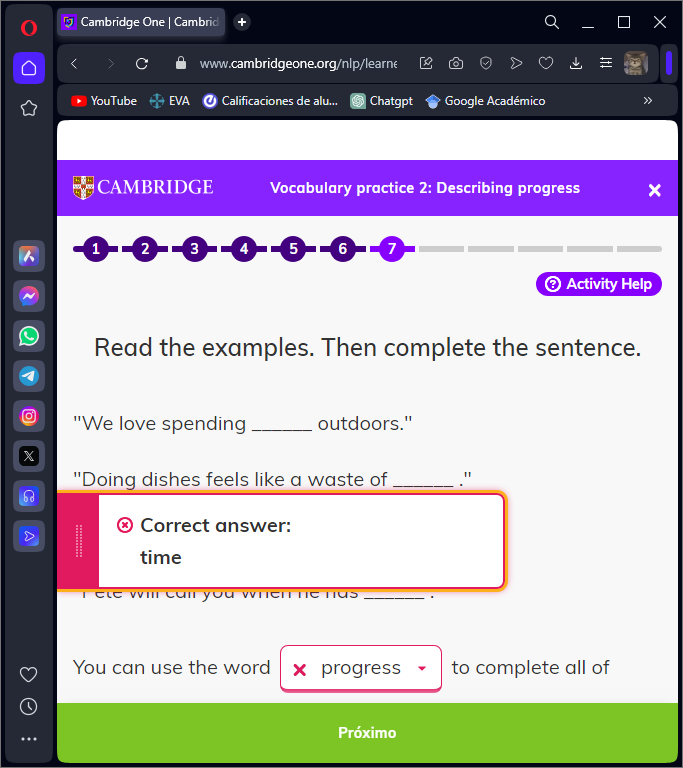 Cambridge One | Cambrid
www.cambridgeone.org/nlp/learne
YouTube
EVA
Calificaciones de alu...
Chatgpt
Google Académico
CAMBRIDGE
Vocabulary practice 2: Describing progress
1 2 3 4 5 6 7
Activity Help
Read the examples. Then complete the sentence.
"We love spending ______ outdoors."
"Doing dishes feels like a waste of ______ ."
Correct answer:
time
"Pete will call you when he has ______ ."
You can use the word progress to complete all of
Próximo